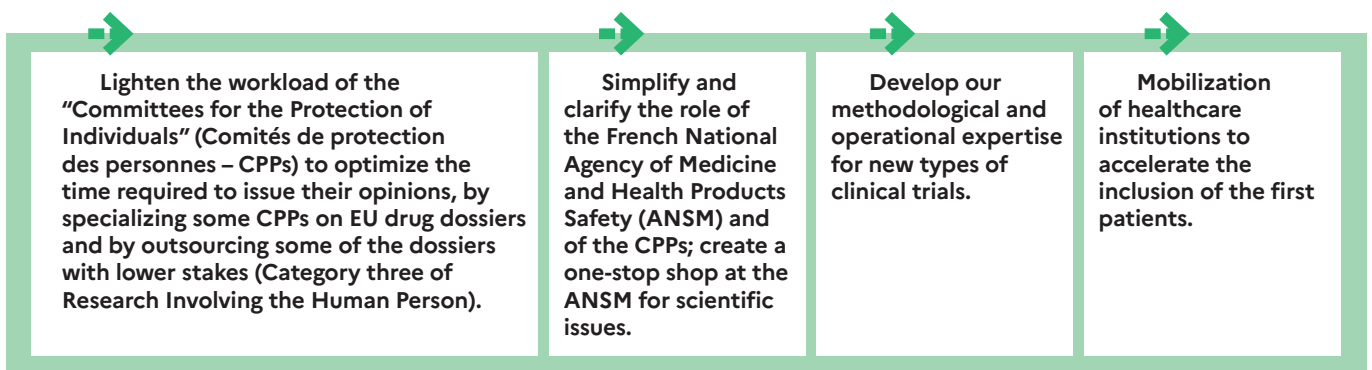 Lighten the workload of the
“Committees for the Protection of
Individuals” (Comités de protection
des personnes – CPPs) to optimize the
time required to issue their opinions, by
specializing some CPPs on EU drug dossiers
and by outsourcing some of the dossiers
with lower stakes (Category three of
Research Involving the Human Person).
Simplify and
clarify the role of
the French National
Agency of Medicine
and Health Products
Safety (ANSM) and
of the CPPs; create a
one-stop shop at the
ANSM for scientific
issues.
Develop our
methodological and
operational expertise
for new types of
clinical trials.
Mobilization
of healthcare
institutions to
accelerate the
inclusion of the first
patients.